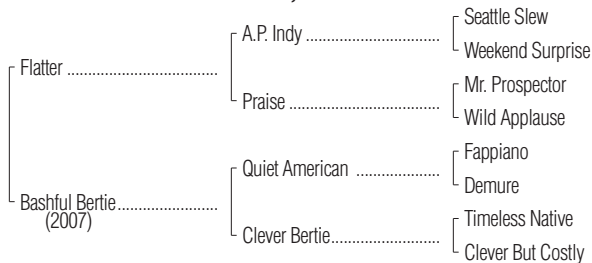 Seattle Slew
A.P. Indy ..............................
Weekend Surprise
Flatter ..................................
Mr. Prospector
Praise ..................................
Wild Applause
Fappiano
Quiet American ..................
Demure
Bashful Bertie......................
(2007)
Timeless Native
Clever Bertie........................
Clever But Costly